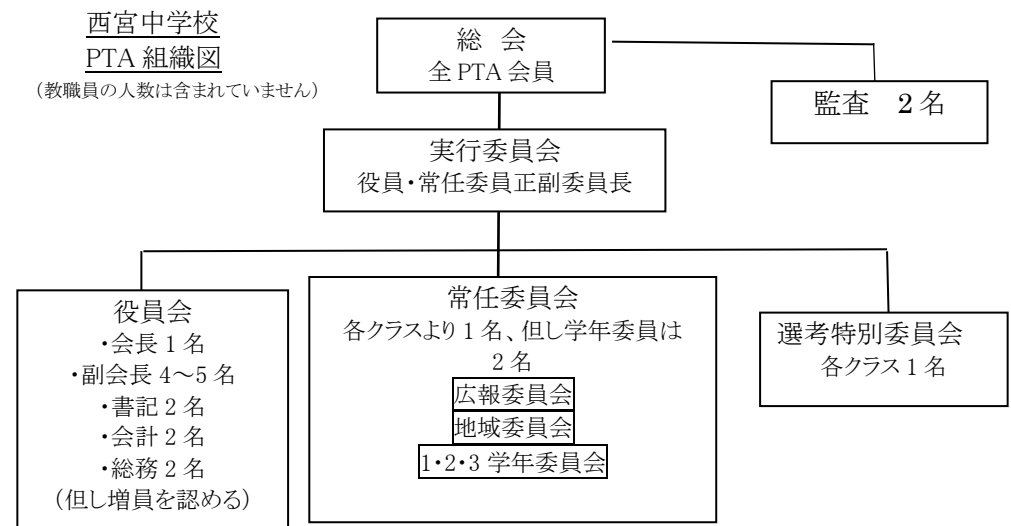 西宮中学校
PTA 組織図
（教職員の人数は含まれていません）
総 会
全 PTA 会員
監査　2 名
実行委員会
役員・常任委員正副委員長
役員会
・会長 1 名
・副会長 4～5 名
・書記 2 名
・会計 2 名
・総務 2 名
（但し増員を認める）
常任委員会
各クラスより 1 名、但し学年委員は
2 名
広報委員会
地域委員会
1・2・3 学年委員会
選考特別委員会
各クラス 1 名